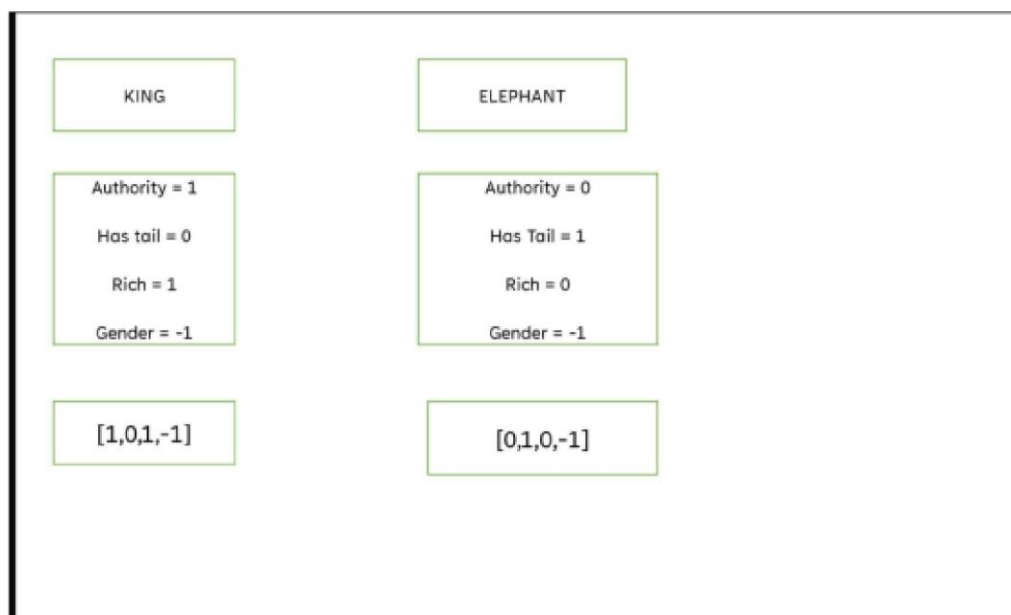 KING
ELEPHANT
Authority = 1
Has tail = 0
Rich = 1
Gender = -1
Authority = 0
Has Tail = 1
Rich = 0
Gender = -1
[1,0,1,-1]
[0,1,0,-1]